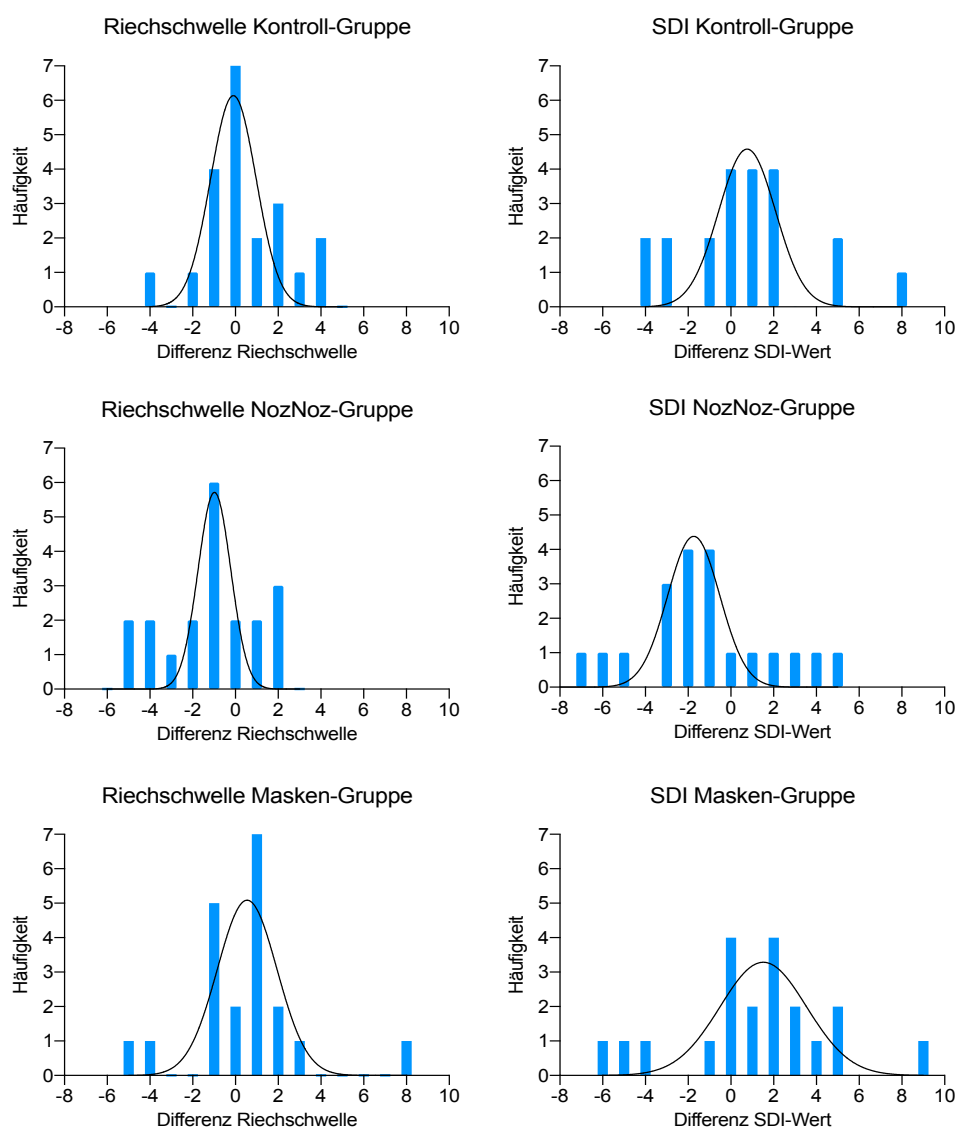 Riechschwelle Kontroll-Gruppe
7
6
5
4
3
2
1
0
Häufigkeit
-8 -6 -4 -2 0 2 4 6 8 10
Differenz Riechschwelle
SDI Kontroll-Gruppe
7
6
5
4
3
2
1
0
Häufigkeit
-8 -6 -4 -2 0 2 4 6 8 10
Differenz SDI-Wert
Riechschwelle NozNoz-Gruppe
7
6
5
4
3
2
1
0
Häufigkeit
-8 -6 -4 -2 0 2 4 6 8 10
Differenz Riechschwelle
SDI NozNoz-Gruppe
7
6
5
4
3
2
1
0
Häufigkeit
-8 -6 -4 -2 0 2 4 6 8 10
Differenz SDI-Wert
Riechschwelle Masken-Gruppe
7
6
5
4
3
2
1
0
Häufigkeit
-8 -6 -4 -2 0 2 4 6 8 10
Differenz Riechschwelle
SDI Masken-Gruppe
7
6
5
4
3
2
1
0
Häufigkeit
-8 -6 -4 -2 0 2 4 6 8 10
Differenz SDI-Wert